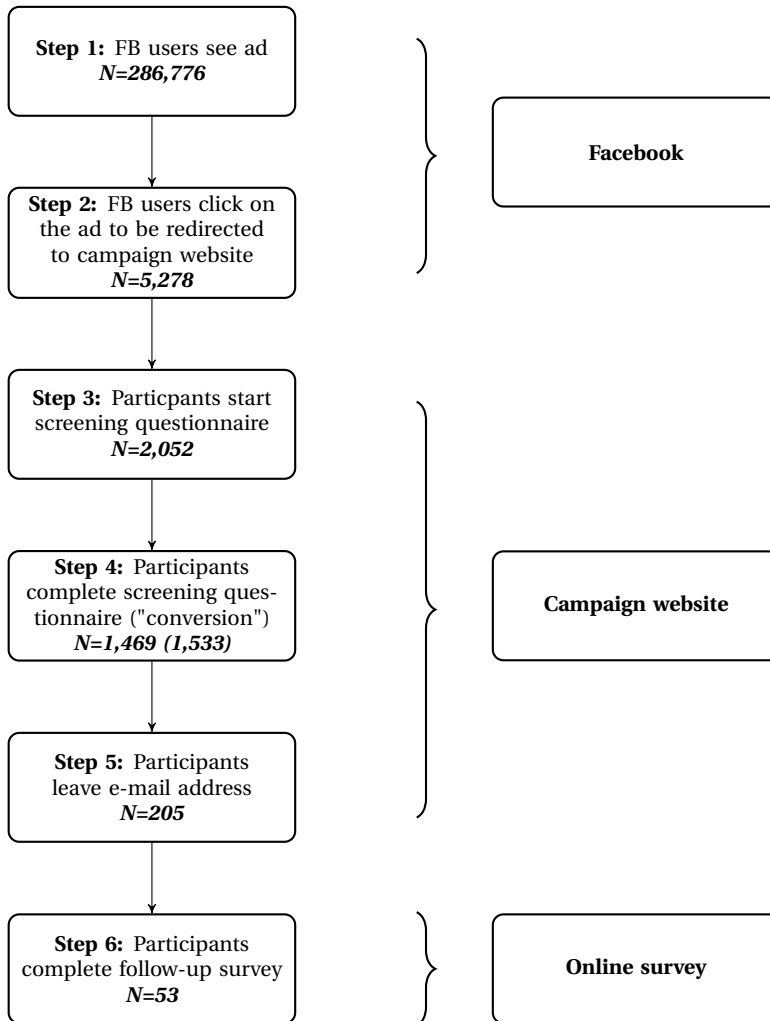 Step 1: FB users see ad
N=286,776
Facebook
Step 2: FB users click on
the ad to be redirected
to campaign website
N=5,278
Step 3: Particpants start
screening questionnaire
N=2,052
Step 4: Participants
complete screening ques-
tionnaire ("conversion")
N=1,469 (1,533)
Campaign website
Step 5: Participants
leave e-mail address
N=205
Step 6: Participants
complete follow-up survey
N=53
Online survey